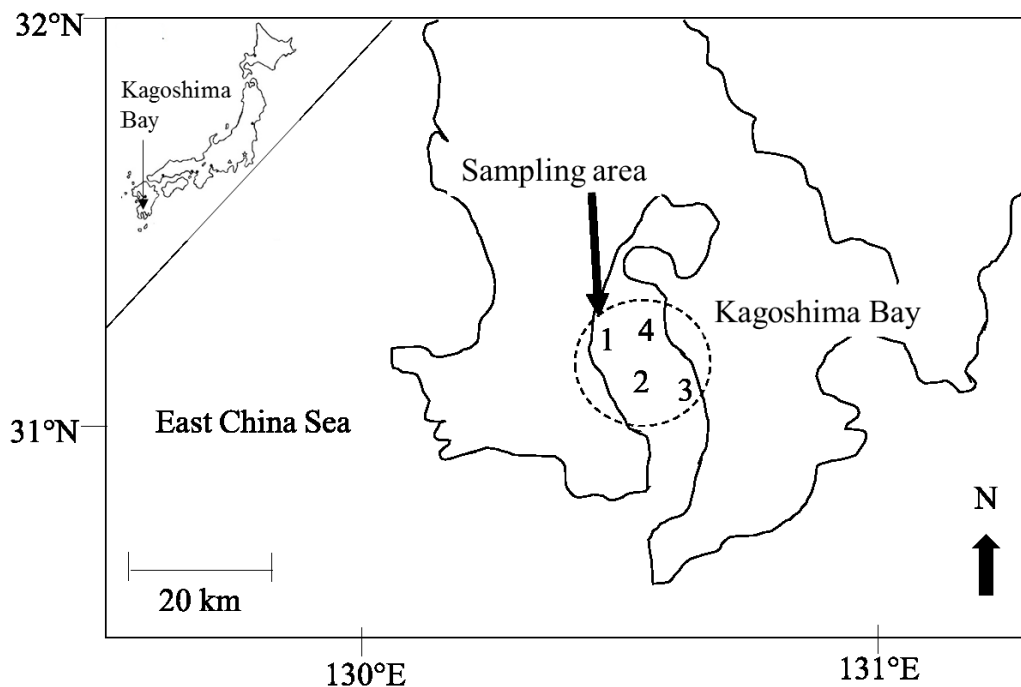 32°N
Kagoshima
Bay
Sampling area
Kagoshima Bay
1
4
2
3
East China Sea
31°N
N
20 km
130°E
131°E